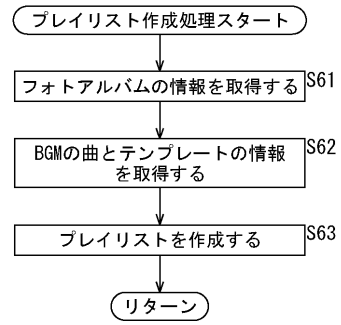 プレイリスト作成処理スタート
フォトアルバムの情報を取得する
S61
BGMの曲とテンプレートの情報
を取得する
S62
プレイリストを作成する
S63
リターン